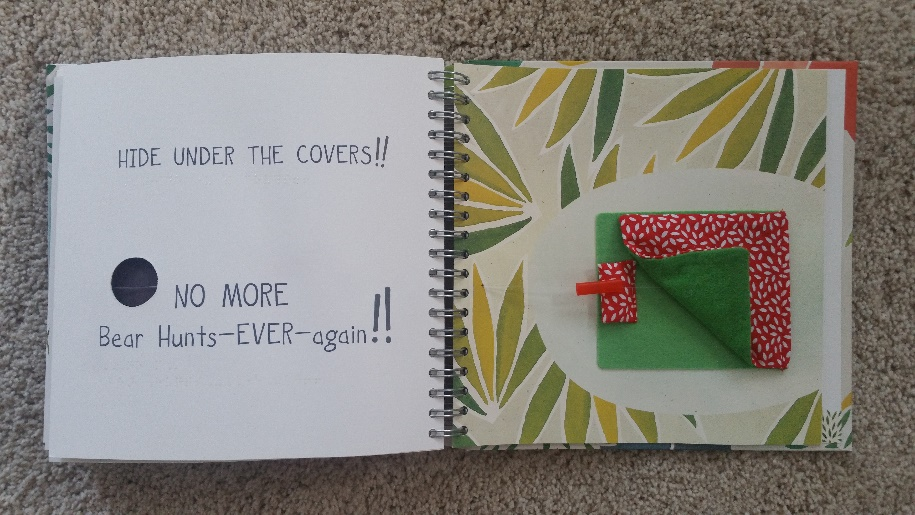 HIDE UNDER THE COVERS!!
NO MORE
Bear Hunts-EVER-again!!